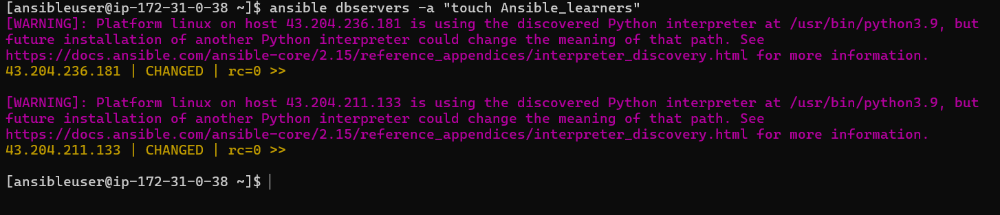 [ansibleuser@ip-172-31-0-38 ~]$ ansible dbservers -a "touch Ansible_learners"
[WARNING]: Platform linux on host 43.204.236.181 is using the discovered Python interpreter at /usr/bin/python3.9, but
future installation of another Python interpreter could change the meaning of that path. See
https://docs.ansible.com/ansible-core/2.15/reference_appendices/interpreter_discovery.html for more information.
43.204.236.181 | CHANGED | rc=0 >>
[WARNING]: Platform linux on host 43.204.211.133 is using the discovered Python interpreter at /usr/bin/python3.9, but
future installation of another Python interpreter could change the meaning of that path. See
https://docs.ansible.com/ansible-core/2.15/reference_appendices/interpreter_discovery.html for more information.
43.204.211.133 | CHANGED | rc=0 >>
[ansibleuser@ip-172-31-0-38 ~]$